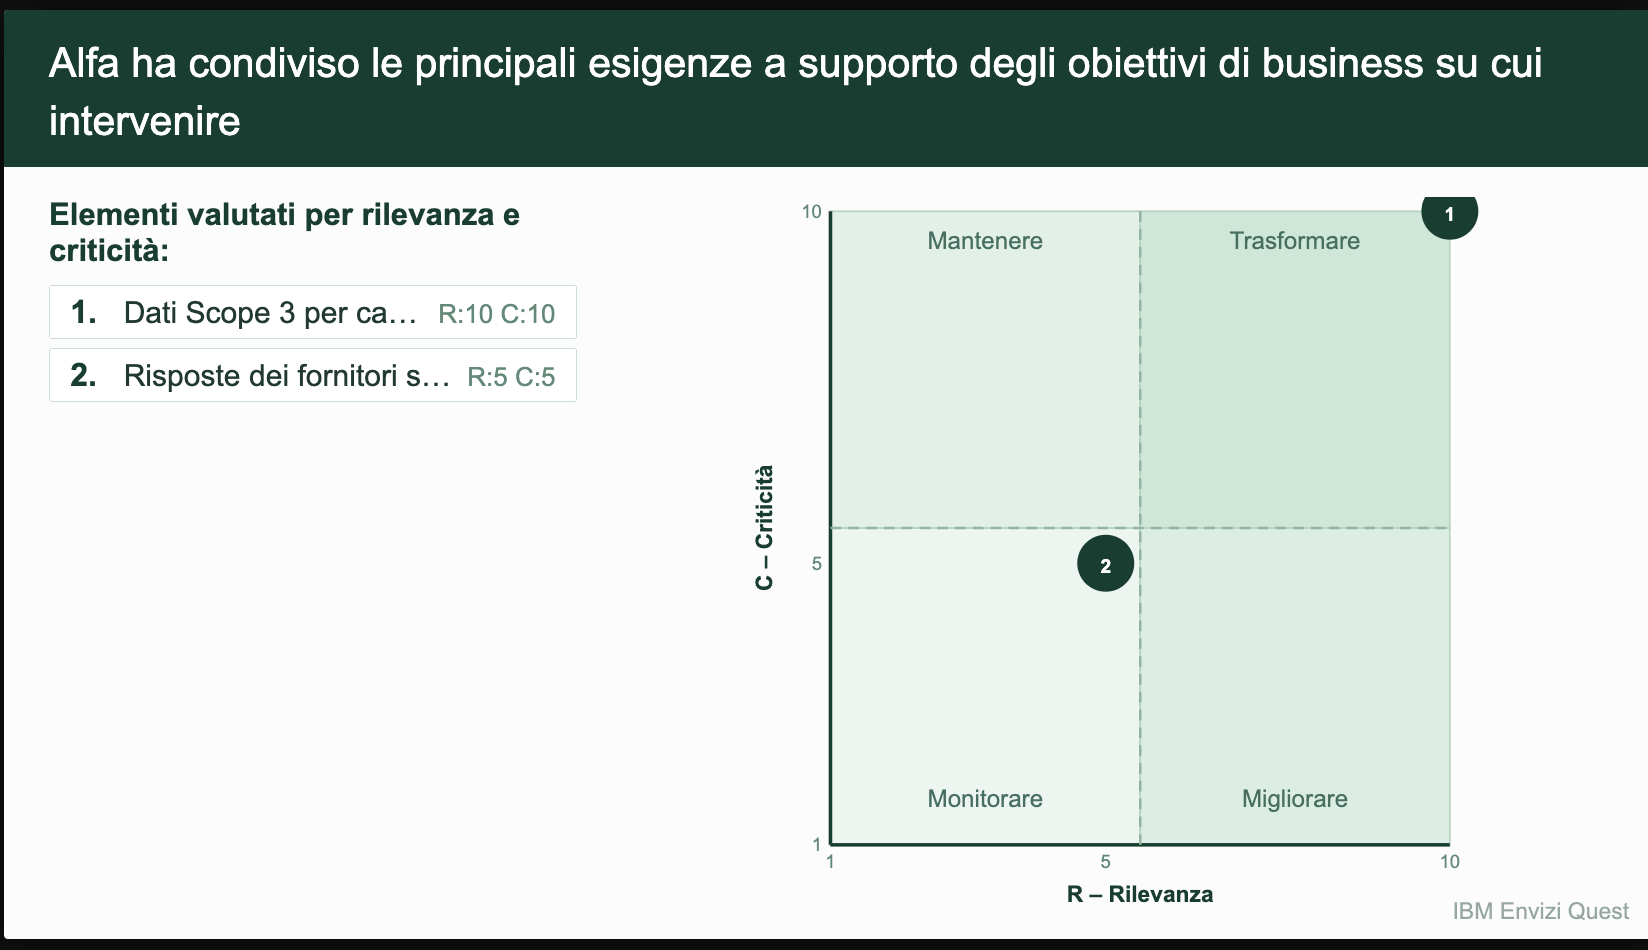 Alfa ha condiviso le principali esigenze a supporto degli obiettivi di business su cui
intervenire
Elementi valutati per rilevanza e
criticità:
1. Dati Scope 3 per ca… R:10 C:10
2. Risposte dei fornitori s… R:5 C:5
10
Mantenere
Trasformare
1
C – Criticità
5
2
Monitorare
Migliorare
1
1
5
10
R – Rilevanza
IBM Envizi Quest